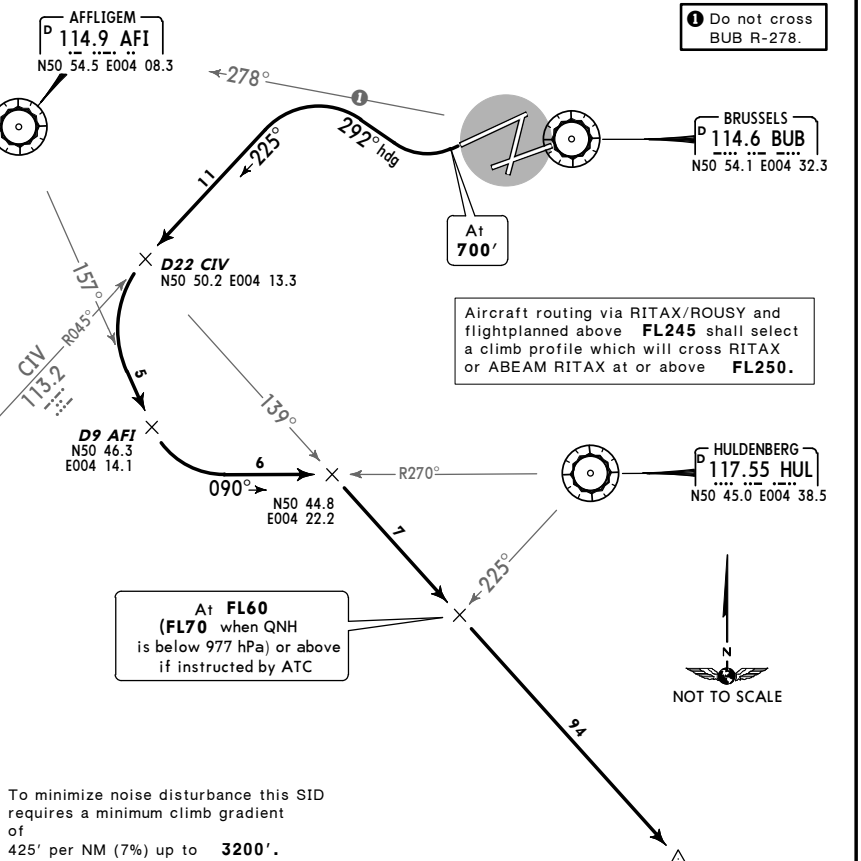 AFFLIGEM
D 114.9 AFI
N50 54.5 E004 08.3
1 Do not cross
BUB R-278.
278°
1
292° hdg
225°
11
BRUSSELS
D 114.6 BUB
N50 54.1 E004 32.3
At
700'
D22 CIV
N50 50.2 E004 13.3
157°
R045°
CIV
113.2
5
139°
Aircraft routing via RITAX/ROUSY and
flightplanned above FL245 shall select
a climb profile which will cross RITAX
or ABEAM RITAX at or above FL250.
D9 AFI
N50 46.3
E004 14.1
6
090°
R270°
N50 44.8
E004 22.2
HULDENBERG
D 117.55 HUL
N50 45.0 E004 38.5
7
225°
At FL60
(FL70 when QNH
is below 977 hPa) or above
if instructed by ATC
N
NOT TO SCALE
94
To minimize noise disturbance this SID
requires a minimum climb gradient
of
425' per NM (7%) up to 3200'.